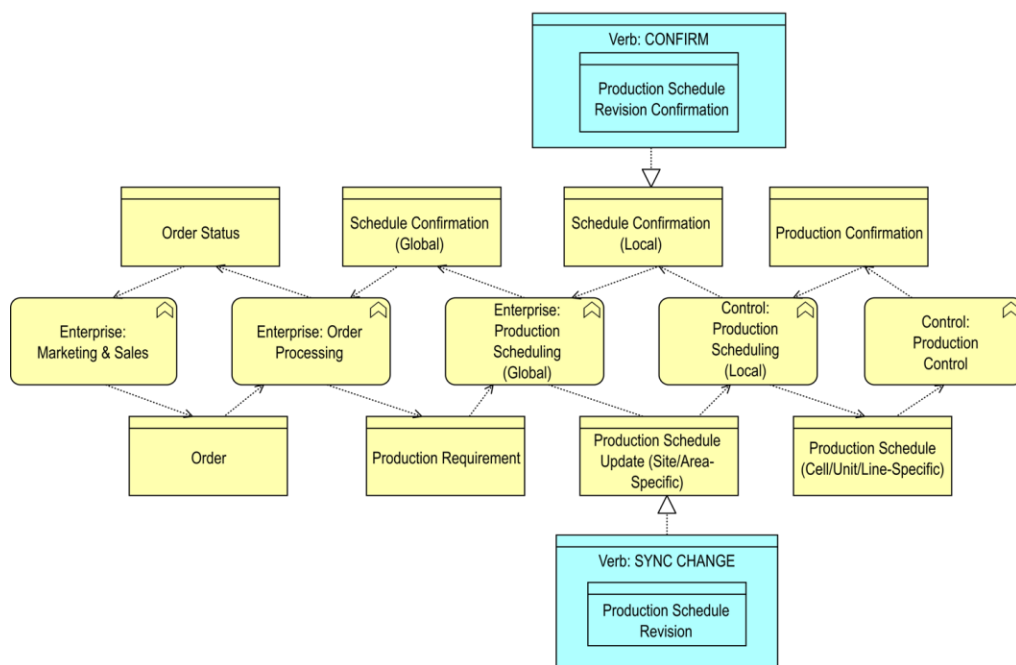 Verb: CONFIRM
Production Schedule
Revision Confirmation
Order Status
Schedule Confirmation
(Global)
Schedule Confirmation
(Local)
Production Confirmation
Enterprise:
Marketing & Sales
Enterprise: Order
Processing
Enterprise:
Production
Scheduling
(Global)
Control:
Production
Scheduling
(Local)
Control:
Production
Control
Order
Production Requirement
Production Schedule
Update (Site/Area-
Specific)
Production Schedule
(Cell/Unit/Line-Specific)
Verb: SYNC CHANGE
Production Schedule
Revision